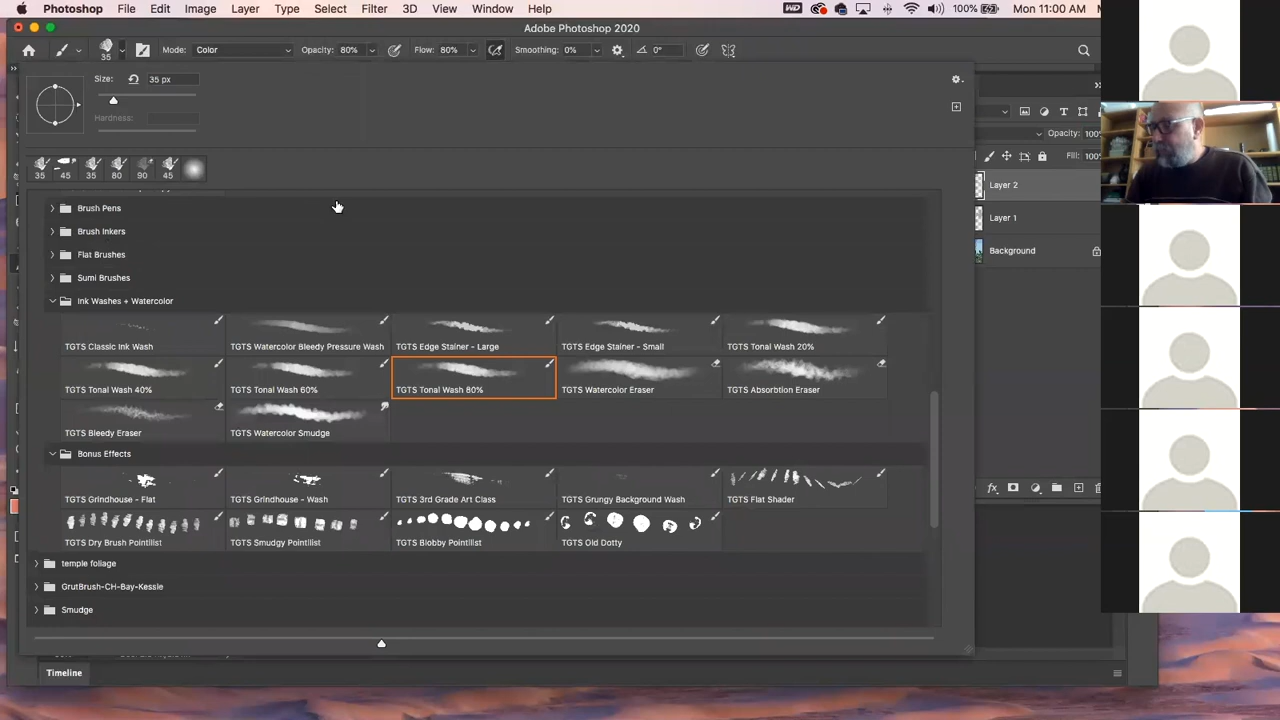 Photoshop File Edit Image Layer Type Select Filter 3D View Window Help 100% Mon 11:00 AM
Adobe Photoshop 2020
35 Mode: Color Opacity: 80% Flow: 80% Smoothing: 0% 0°
Size: 35 px
Hardness:
Opacity: 100%
Fill: 100%
35 45 35 80 90 45
Layer 2
Layer 1
Background
Brush Pens
Brush Inkers
Flat Brushes
Sumi Brushes
Ink Washes + Watercolor
TGTS Classic Ink Wash TGTS Watercolor Bleedy Pressure Wash TGTS Edge Stainer - Large TGTS Edge Stainer - Small TGTS Tonal Wash 20%
TGTS Tonal Wash 40% TGTS Tonal Wash 60% TGTS Tonal Wash 80% TGTS Watercolor Eraser TGTS Absorbtion Eraser
TGTS Bleedy Eraser TGTS Watercolor Smudge
Bonus Effects
TGTS Grindhouse - Flat TGTS Grindhouse - Wash TGTS 3rd Grade Art Class TGTS Grungy Background Wash TGTS Flat Shader
TGTS Dry Brush Pointilist TGTS Smudgy Pointilist TGTS Blobby Pointilist TGTS Old Dotty
temple foliage
GrutBrush-CH-Bay-Kessle
Smudge
fx
Timeline